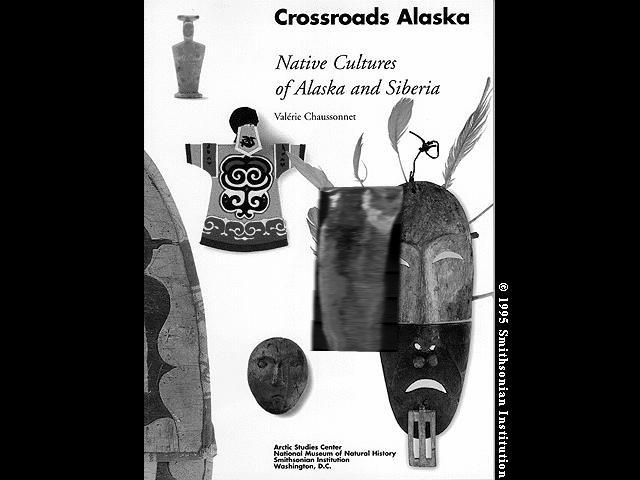 Crossroads Alaska
Native Cultures
of Alaska and Siberia
Valérie Chaussonnet
Arctic Studies Center
National Museum of Natural History
Smithsonian Institution
Washington, D.C.
© 1995 Smithsonian Institution